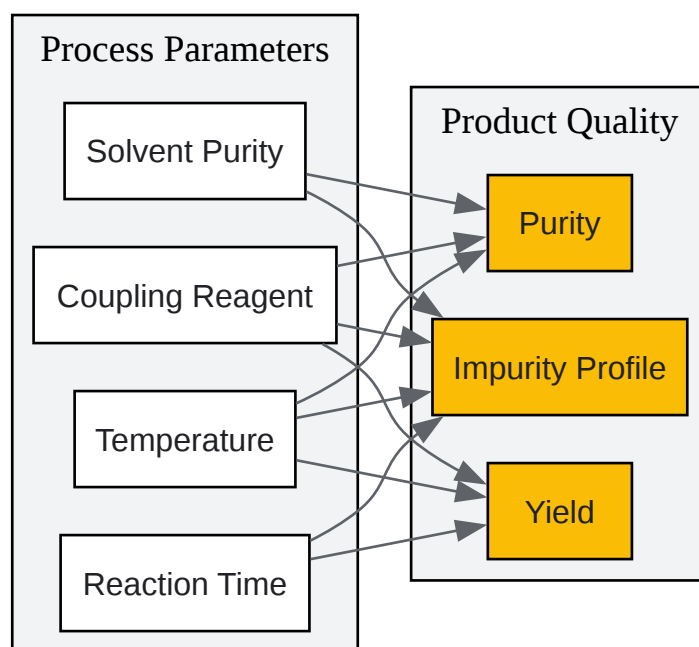 Process Parameters
Solvent Purity
Coupling Reagent
Temperature
Reaction Time
Product Quality
Purity
Impurity Profile
Yield